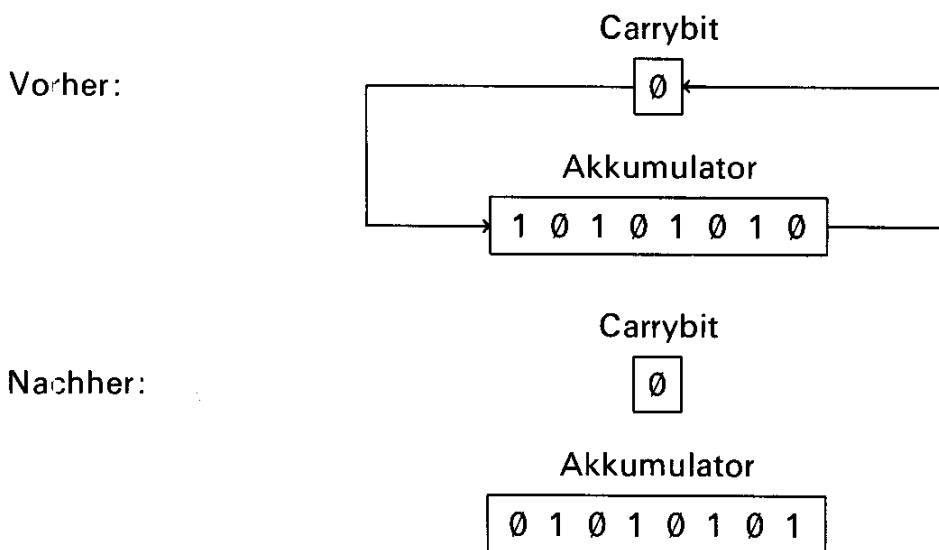 Carrybit
Vorher: Ø
Akkumulator
1 Ø 1 Ø 1 Ø 1 Ø
Carrybit
Nachher: Ø
Akkumulator
Ø 1 Ø 1 Ø 1 Ø 1